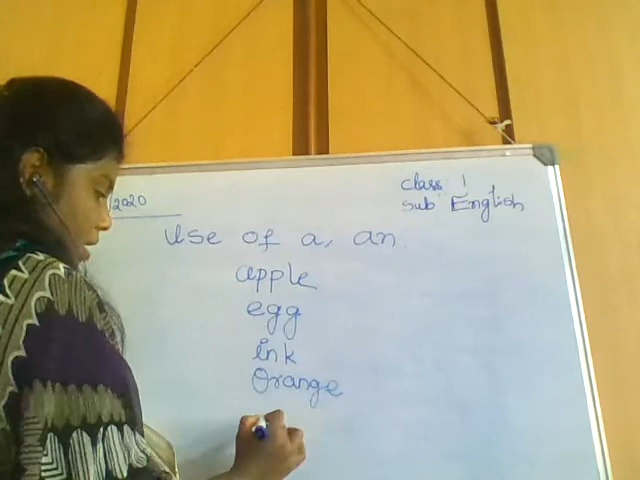 /2020
class 1
sub English
Use of a, an
apple
egg
ink
Orange